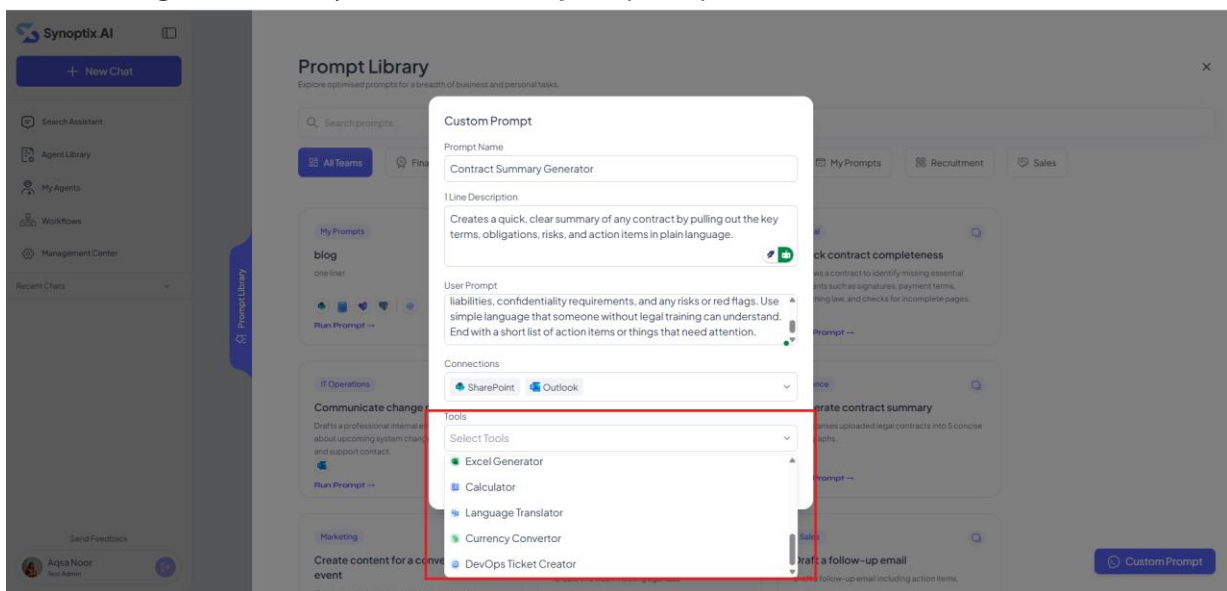 Synoptix.AI
+ New Chat
Search Assistant
Agent Library
My Agents
Workflows
Management Center
Recent Chats
Send Feedback
Aqsa Noor
Prompt Library
Prompt Library
Explore optimised prompts for a breadth of business and personal tasks.
Search prompts...
All Teams
Fina
My Prompts
Recruitment
Sales
My Prompts
blog
one liner
Run Prompt →
IT Operations
Communicate change
Drafts a professional internal
about upcoming system
and support contact.
Run Prompt →
Marketing
Create content for a
event
ck contract completeness
a contract to identify missing essential
such as signatures, payment terms,
law, and checks for incomplete pages.
Prompt →
erate contract summary
uploaded legal contracts into 5 concise
Prompt →
Sales
Draft a follow-up email
follow-up email including action items.
Custom Prompt
Prompt Name
Contract Summary Generator
1 Line Description
Creates a quick, clear summary of any contract by pulling out the key
terms, obligations, risks, and action items in plain language.
User Prompt
liabilities, confidentiality requirements, and any risks or red flags. Use
simple language that someone without legal training can understand.
End with a short list of action items or things that need attention.
Connections
SharePoint Outlook
Tools
Select Tools
Excel Generator
Calculator
Language Translator
Currency Convertor
DevOps Ticket Creator
Custom Prompt